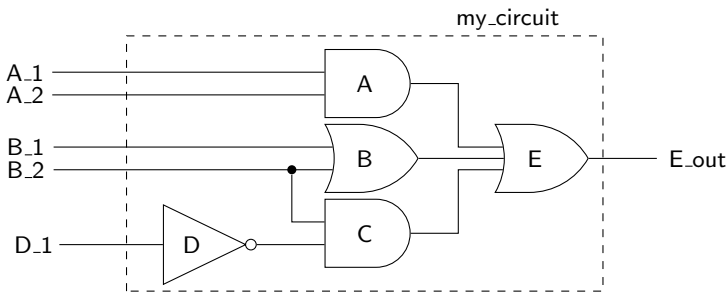 my_circuit
A_1
A_2
A
B_1
B_2
B
E
E_out
D_1
D
C